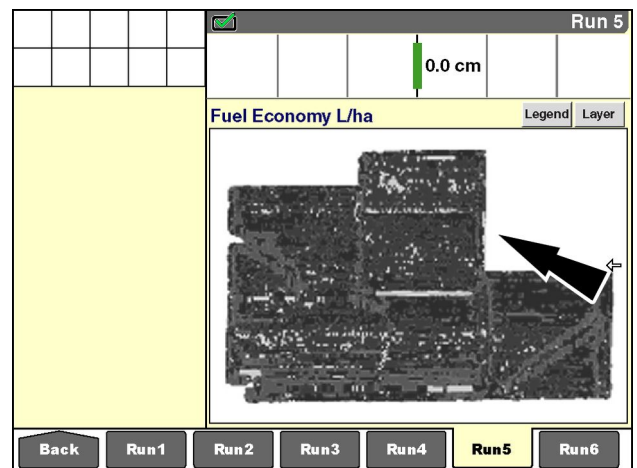 Run 5
0.0 cm
Fuel Economy L/ha
Legend Layer
Back Run1 Run2 Run3 Run4 Run5 Run6